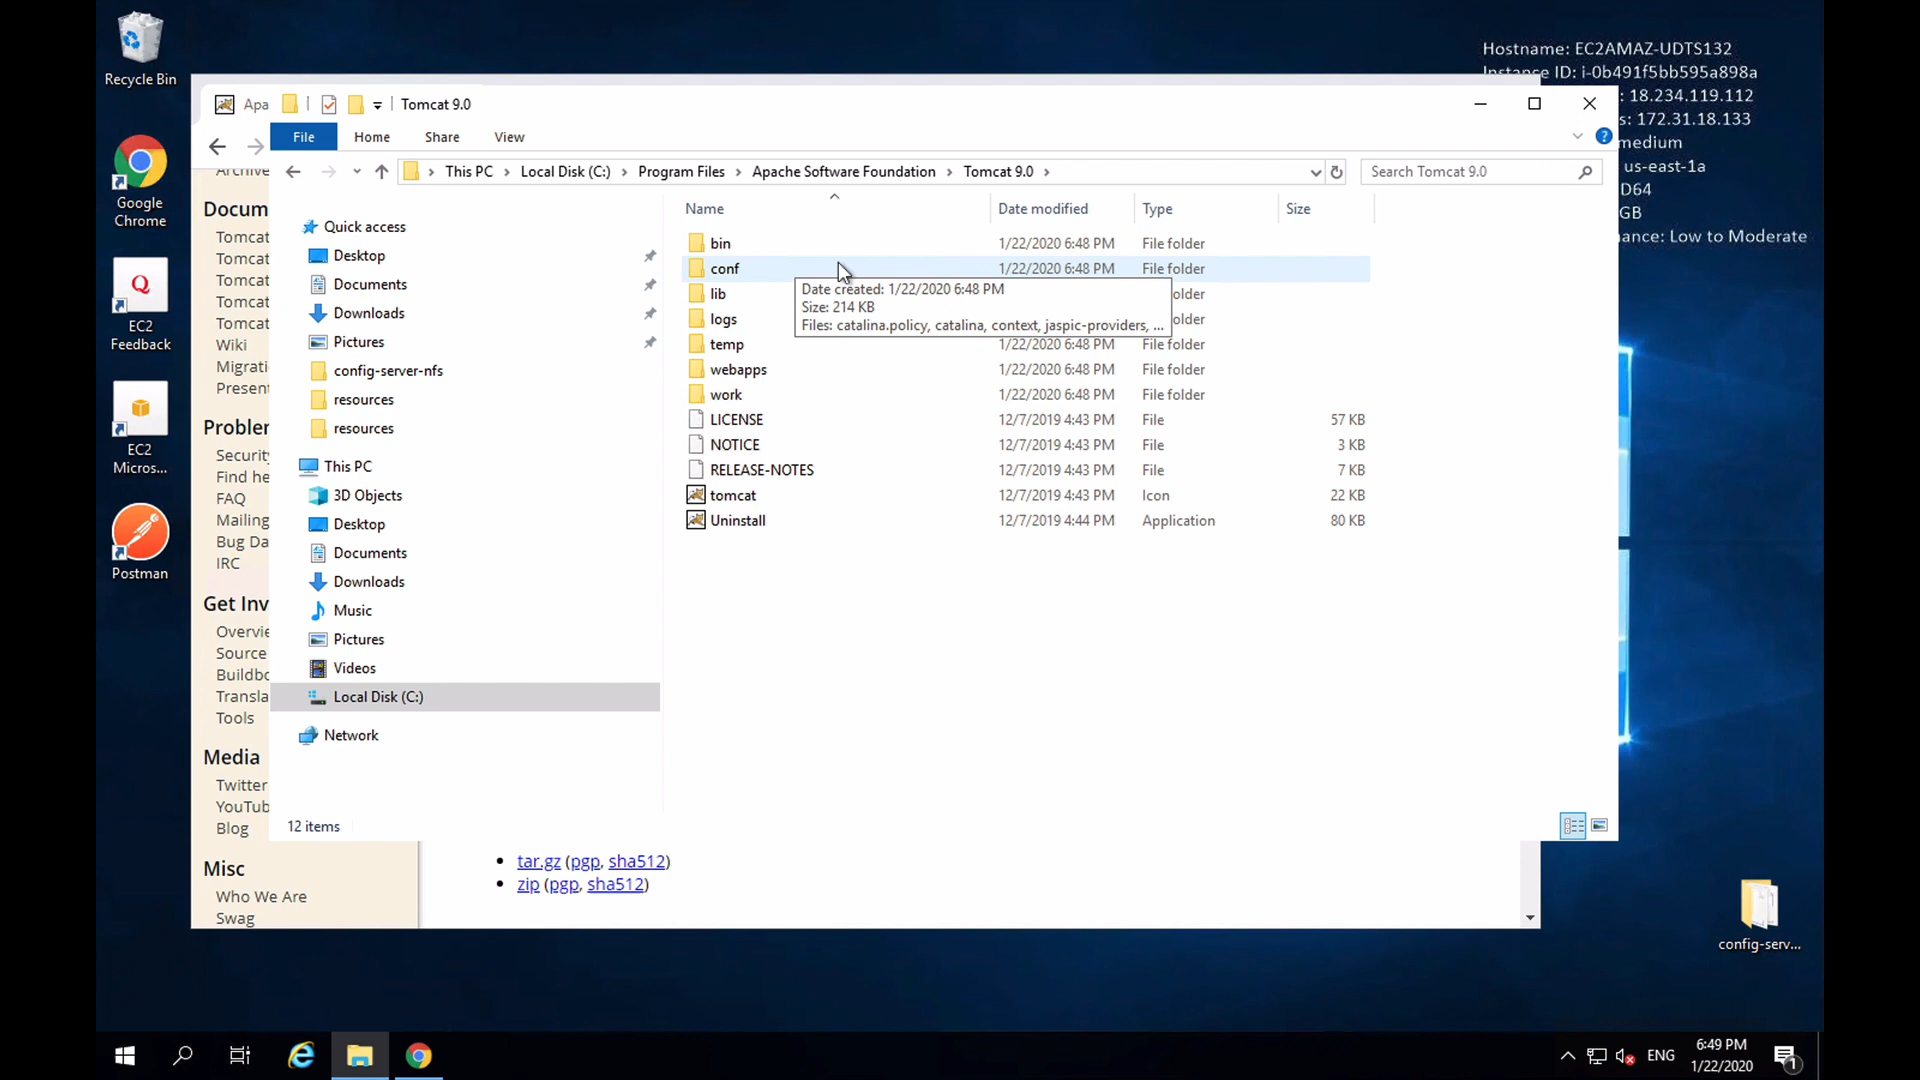 Recycle Bin
Google
Chrome
EC2
Feedback
EC2
Micros...
Postman
Hostname: EC2AMAZ-UDTS132
Instance ID: i-0b491f5bb595a898a
: 18.234.119.112
s: 172.31.18.133
medium
us-east-1a
D64
GB
ance: Low to Moderate
Apa
Tomcat 9.0
File
Home
Share
View
This PC
Local Disk (C:)
Program Files
Apache Software Foundation
Tomcat 9.0
Search Tomcat 9.0
Archive
Docum
Tomcat
Tomcat
Tomcat
Tomcat
Tomcat
Wiki
Migrati
Present
Problem
Security
Find he
FAQ
Mailing
Bug Da
IRC
Get Inv
Overvie
Source
Buildbo
Transla
Tools
Media
Twitter
YouTub
Blog
Misc
Who We Are
Swag
Quick access
Desktop
Documents
Downloads
Pictures
config-server-nfs
resources
resources
This PC
3D Objects
Desktop
Documents
Downloads
Music
Pictures
Videos
Local Disk (C:)
Network
12 items
Name Date modified Type Size
bin 1/22/2020 6:48 PM File folder
conf 1/22/2020 6:48 PM File folder
lib older
logs older
temp 1/22/2020 6:48 PM File folder
webapps 1/22/2020 6:48 PM File folder
work 1/22/2020 6:48 PM File folder
LICENSE 12/7/2019 4:43 PM File 57 KB
NOTICE 12/7/2019 4:43 PM File 3 KB
RELEASE-NOTES 12/7/2019 4:43 PM File 7 KB
tomcat 12/7/2019 4:43 PM Icon 22 KB
Uninstall 12/7/2019 4:44 PM Application 80 KB
Date created: 1/22/2020 6:48 PM
Size: 214 KB
Files: catalina.policy, catalina, context, jaspic-providers, ...
tar.gz (pgp, sha512)
zip (pgp, sha512)
config-serv...
ENG
6:49 PM
1/22/2020
1